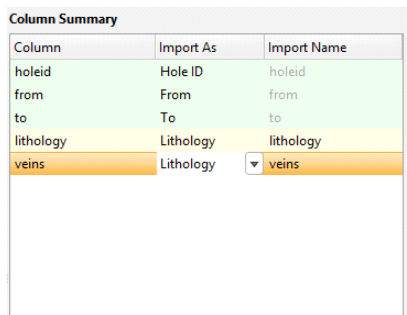 Column Summary
Column Import As Import Name
holeid Hole ID holeid
from From from
to To to
lithology Lithology lithology
veins Lithology veins